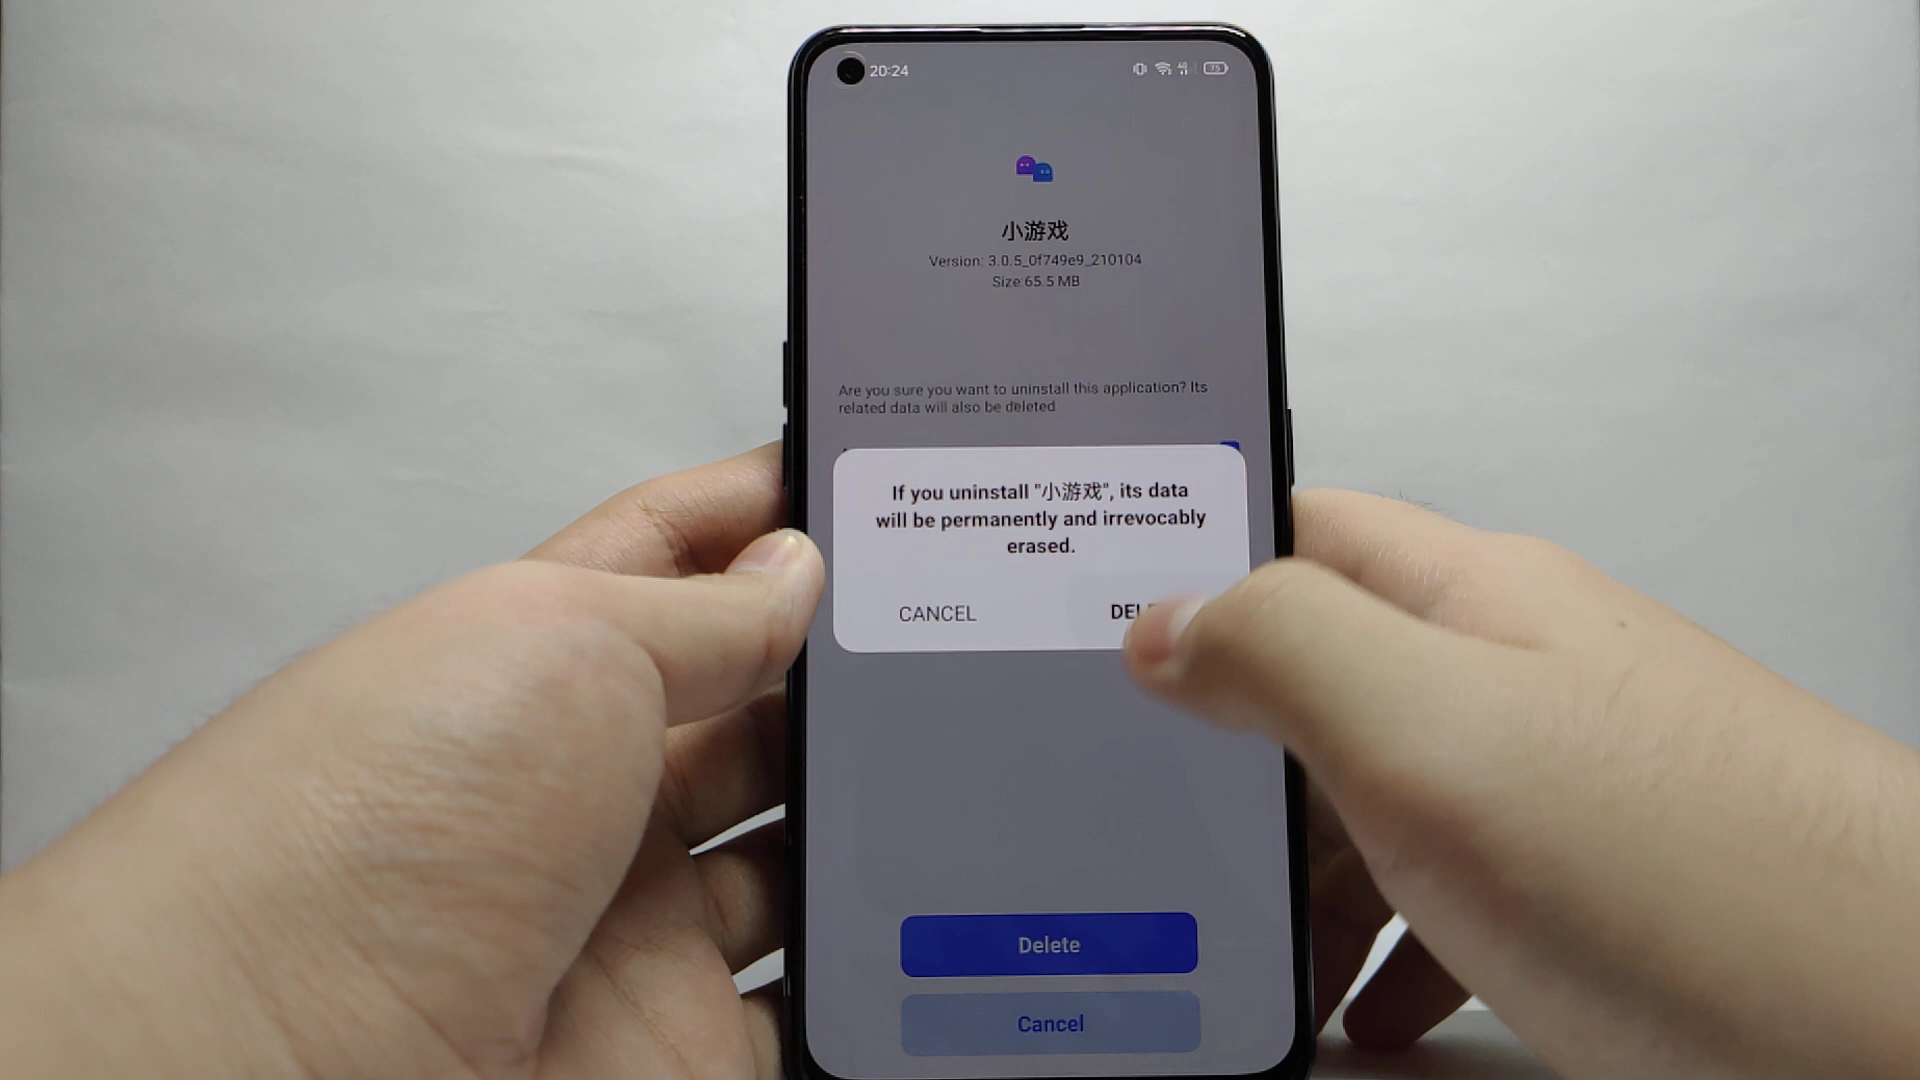 20:24
75
小游戏
Version: 3.0.5_0f749e9_210104
Size:65.5 MB
Are you sure you want to uninstall this application? Its
related data will also be deleted
If you uninstall "小游戏", its data
will be permanently and irrevocably
erased.
CANCEL
Delete
Cancel